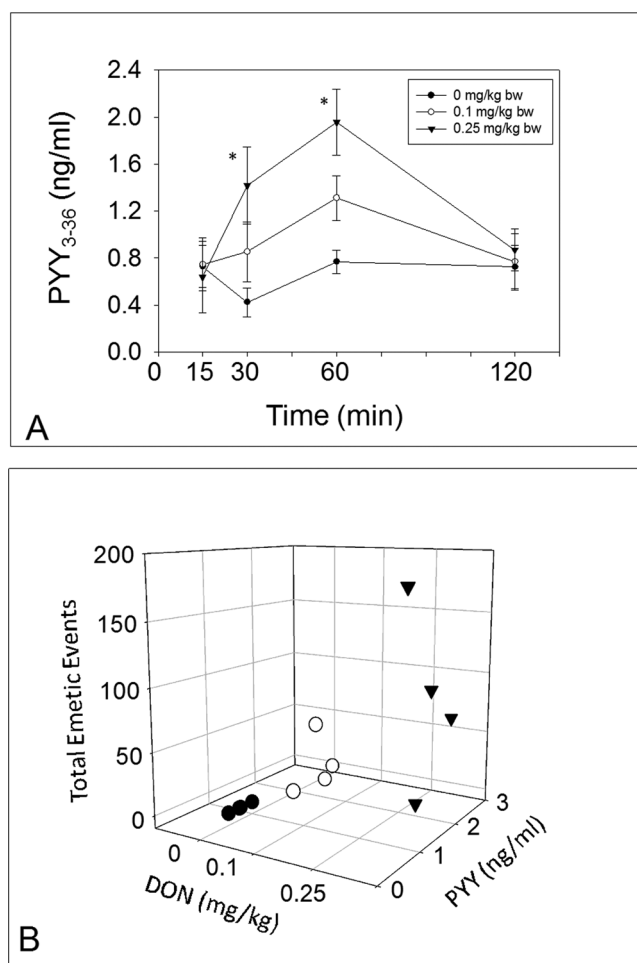 2.4
2.0
1.6
1.2
0.8
0.4
0.0
PYY3-36 (ng/ml)
*
*
0 mg/kg bw
0.1 mg/kg bw
0.25 mg/kg bw
0 15 30 60 120
Time (min)
A
200
150
100
50
0
Total Emetic Events
0 0.1 0.25
DON (mg/kg)
0 1 2 3
PYY (ng/ml)
B